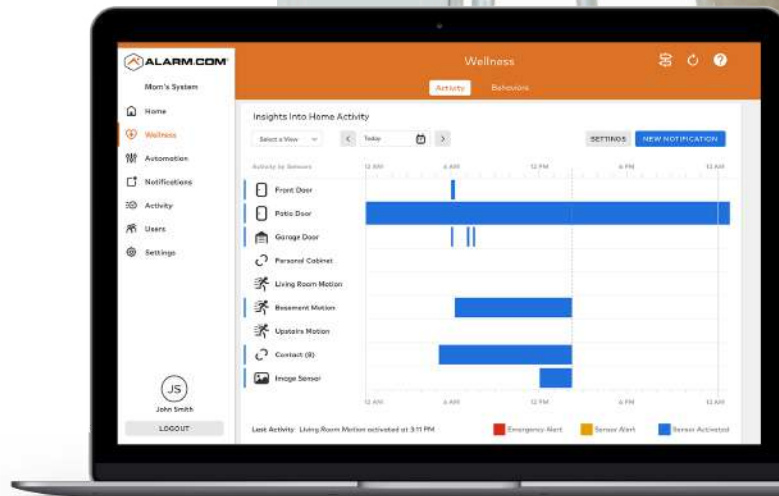 ALARM.COM
Mom's System
Home
Wellness
Automation
Notifications
Activity
Users
Settings
JS
John Smith
LOGOUT
Wellness
Activity Behaviors
Insights Into Home Activity
Select a View Today SETTINGS NEW NOTIFICATION
Activity by Sensors 12 AM 6 AM 12 PM 6 PM 12 AM
Front Door
Patio Door
Garage Door
Personal Cabinet
Living Room Motion
Basement Motion
Upstairs Motion
Contact (8)
Image Sensor
12 AM 6 AM 12 PM 6 PM 12 AM
Last Activity: Living Room Motion activated at 3:11 PM Emergency Alert Sensor Alert Sensor Activated